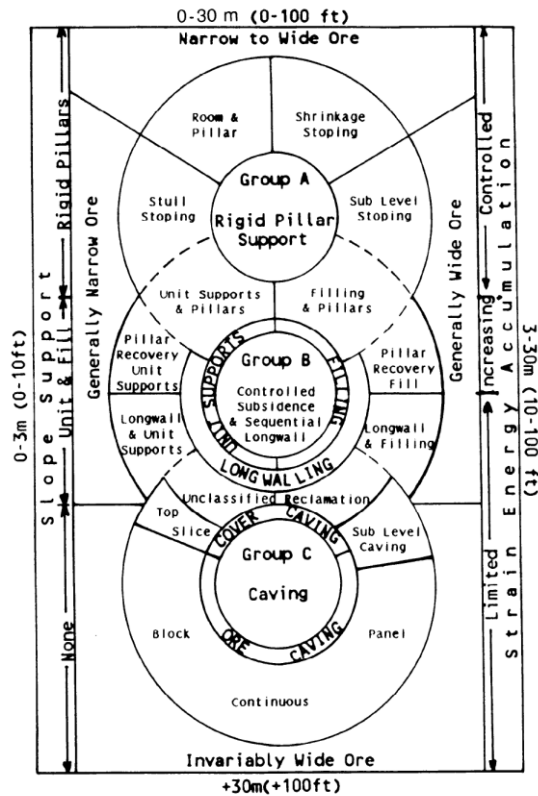 0-30 m (0-100 ft)
Narrow to Wide Ore
Room &
Pillar
Shrinkage
Stoping
Group A
Rigid Pillar
Support
Stull
Stoping
Sub Level
Stoping
Unit Supports
& Pillars
Filling
& Pillars
Pillar
Recovery
Unit
Supports
Group B
Controlled
Subsidence
& Sequential
Longwall
UNIT SUPPORTS
FILLING
LONGWALLING
Pillar
Recovery
Fill
Longwall
& Unit
Supports
Longwall
& Filling
Unclassified Reclamation
Top
Slice
COVER CAVING
Sub Level
Caving
Group C
Caving
ORE CAVING
Block
Panel
Continuous
Invariably Wide Ore
+30m(+100ft)
0-3m (0-10ft)
Slope Support
Rigid Pillars
Unit & Fill
None
Generally Narrow Ore
Generally Wide Ore
Controlled
Increasing
Limited
Strain Energy Accumulation
3-30m (10-100 ft)